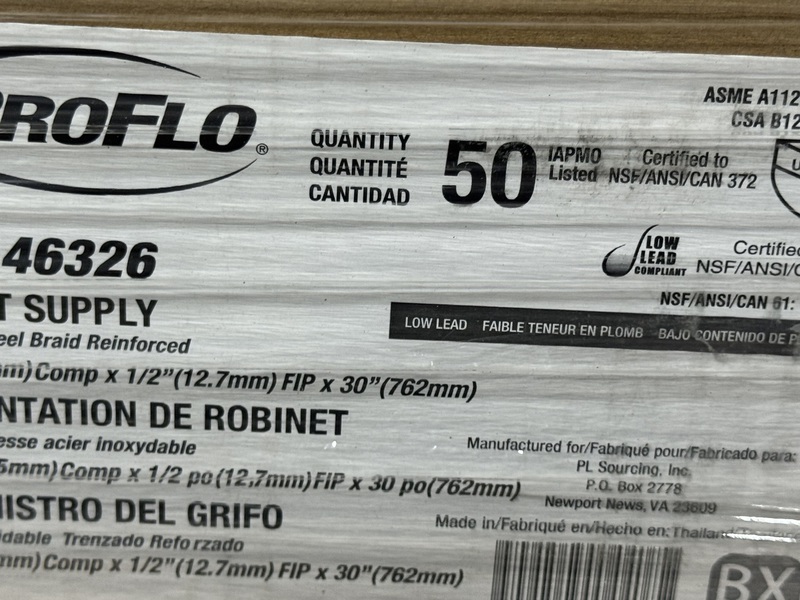 PROFLO®
QUANTITY
QUANTITÉ
CANTIDAD
50
IAPMO
Listed
Certified to
NSF/ANSI/CAN 372
ASME A112
CSA B12
46326
LOW
LEAD
COMPLIANT
Certified
NSF/ANSI/C
NSF/ANSI/CAN 61:
T SUPPLY
eel Braid Reinforced
LOW LEAD FAIBLE TENEUR EN PLOMB BAJO CONTENIDO DE P
mm)Comp x 1/2"(12.7mm) FIP x 30"(762mm)
NTATION DE ROBINET
esse acier inoxydable
5mm)Comp x 1/2 po(12,7mm)FIP x 30 po(762mm)
NISTRO DEL GRIFO
idable Trenzado Reforzado
mm)Comp x 1/2"(12.7mm) FIP x 30"(762mm)
Manufactured for/Fabriqué pour/Fabricado para:
PL Sourcing, Inc.
P.O. Box 2778
Newport News, VA 23609
Made in/Fabriqué en/Hecho en: Thailand
BX